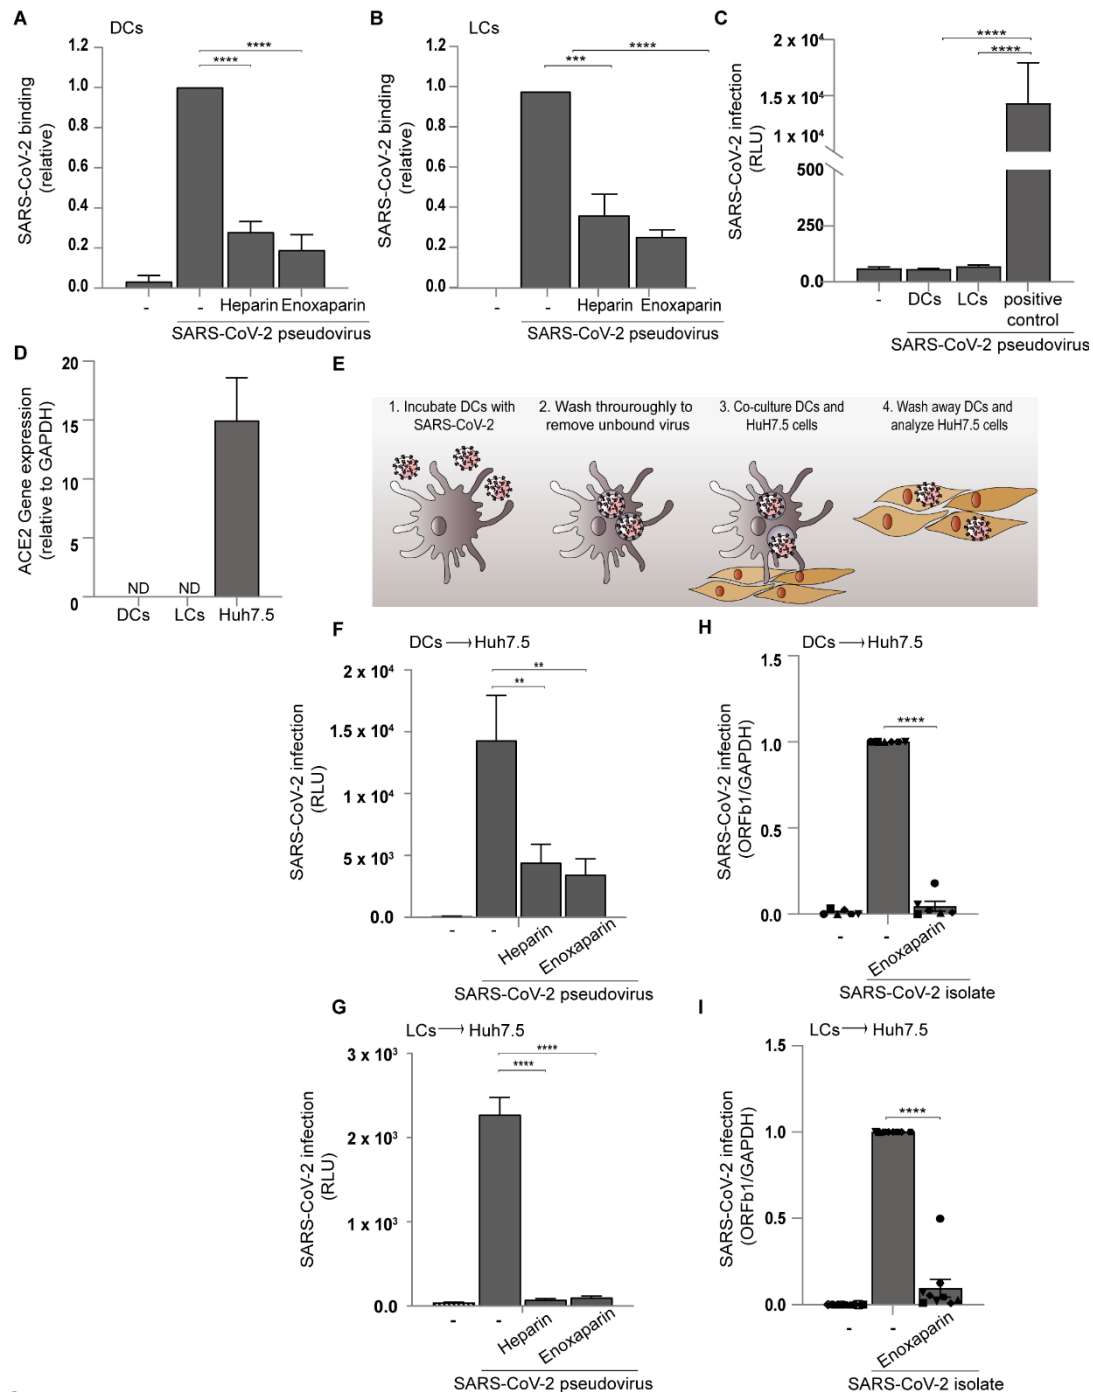 A
DCs
SARS-CoV-2 binding
(relative)
1.2
1.0
0.8
0.6
0.4
0.2
0.0
****
****
-
-
Heparin
Enoxaparin
SARS-CoV-2 pseudovirus
B
LCs
SARS-CoV-2 binding
(relative)
1.2
1.0
0.8
0.6
0.4
0.2
0.0
****
***
-
-
Heparin
Enoxaparin
SARS-CoV-2 pseudovirus
C
SARS-CoV-2 infection
(RLU)
2 x 10⁴
1.5 x 10⁴
1 x 10⁴
500
250
0.0
****
****
-
DCs
LCs
positive
control
SARS-CoV-2 pseudovirus
D
ACE2 Gene expression
(relative to GAPDH)
20
15
10
5
0
ND
ND
DCs
LCs
Huh7.5
E
1. Incubate DCs with
SARS-CoV-2
2. Wash throuroughly to
remove unbound virus
3. Co-culture DCs and
HuH7.5 cells
4. Wash away DCs and
analyze HuH7.5 cells
F
DCs → Huh7.5
SARS-CoV-2 infection
(RLU)
2 x 10⁴
1.5 x 10⁴
1 x 10⁴
5 x 10³
0.0
**
**
-
-
Heparin
Enoxaparin
SARS-CoV-2 pseudovirus
H
DCs → Huh7.5
SARS-CoV-2 infection
(ORFb1/GAPDH)
1.5
1.0
0.5
0.0
****
-
-
Enoxaparin
SARS-CoV-2 isolate
G
LCs → Huh7.5
SARS-CoV-2 infection
(RLU)
3 x 10³
2 x 10³
1 x 10³
0.0
****
****
-
-
Heparin
Enoxaparin
SARS-CoV-2 pseudovirus
I
LCs → Huh7.5
SARS-CoV-2 infection
(ORFb1/GAPDH)
1.5
1.0
0.5
0.0
****
-
-
Enoxaparin
SARS-CoV-2 isolate